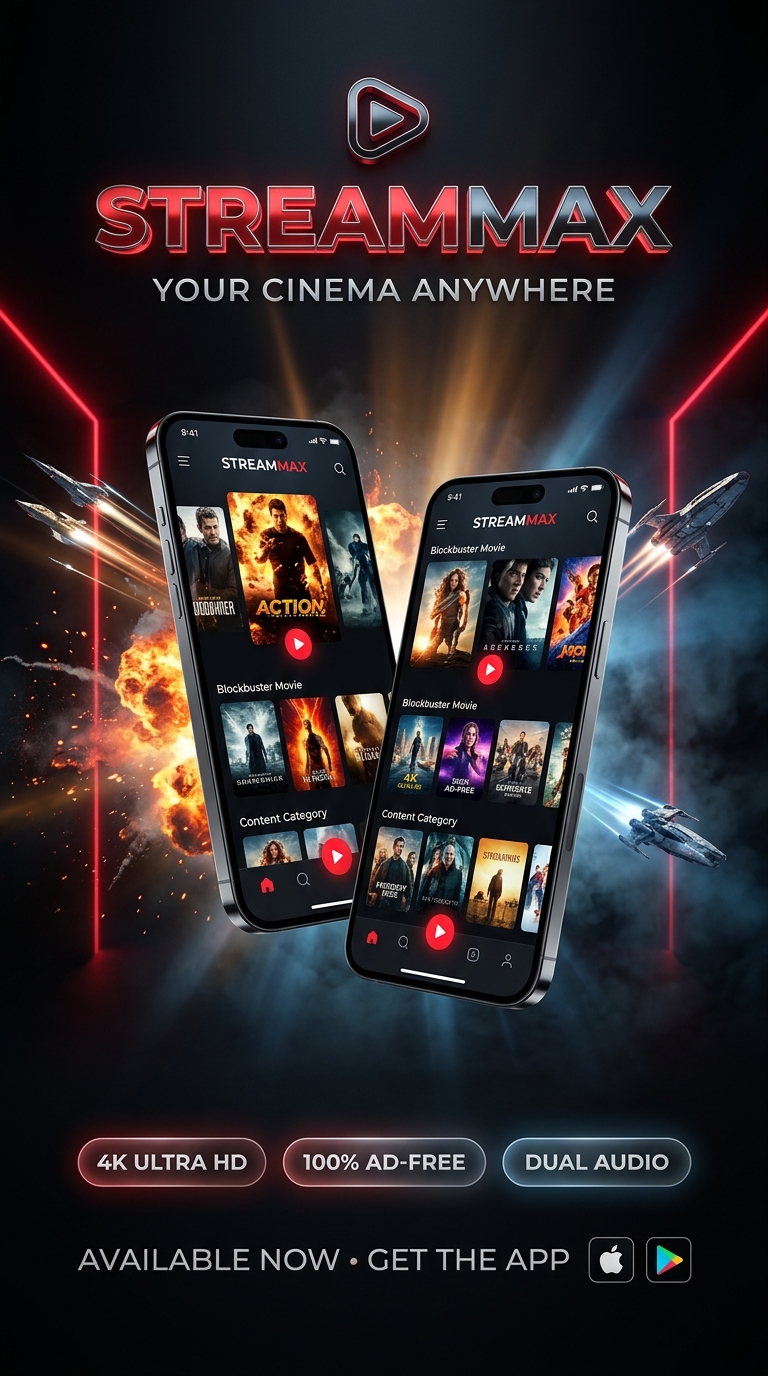 STREAMMAX
YOUR CINEMA ANYWHERE
9:41
STREAMMAX
ACTION
Blockbuster Movie
Content Category
9:41
STREAMMAX
Blockbuster Movie
Blockbuster Movie
4K
AD-FREE
Content Category
4K ULTRA HD
100% AD-FREE
DUAL AUDIO
AVAILABLE NOW • GET THE APP